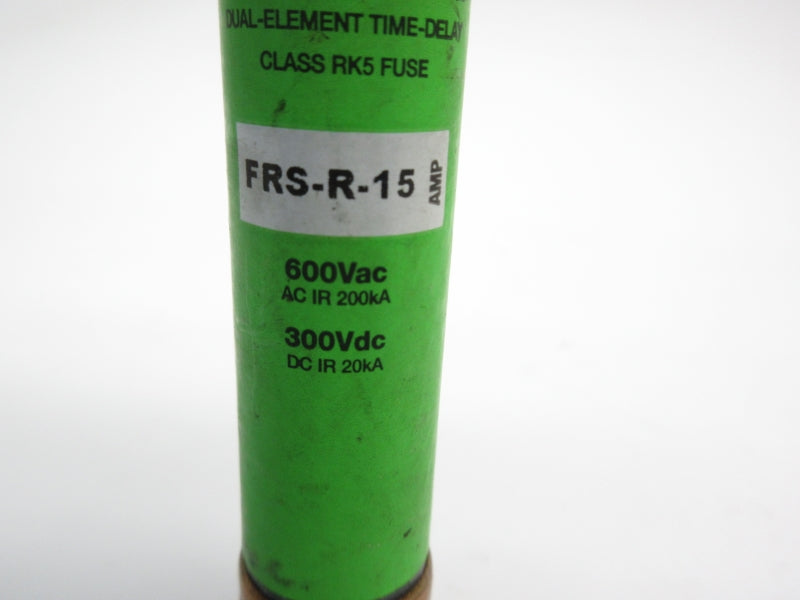 DUAL-ELEMENT TIME-DELAY
CLASS RK5 FUSE
FRS-R-15 AMP
600Vac
AC IR 200kA
300Vdc
DC IR 20kA